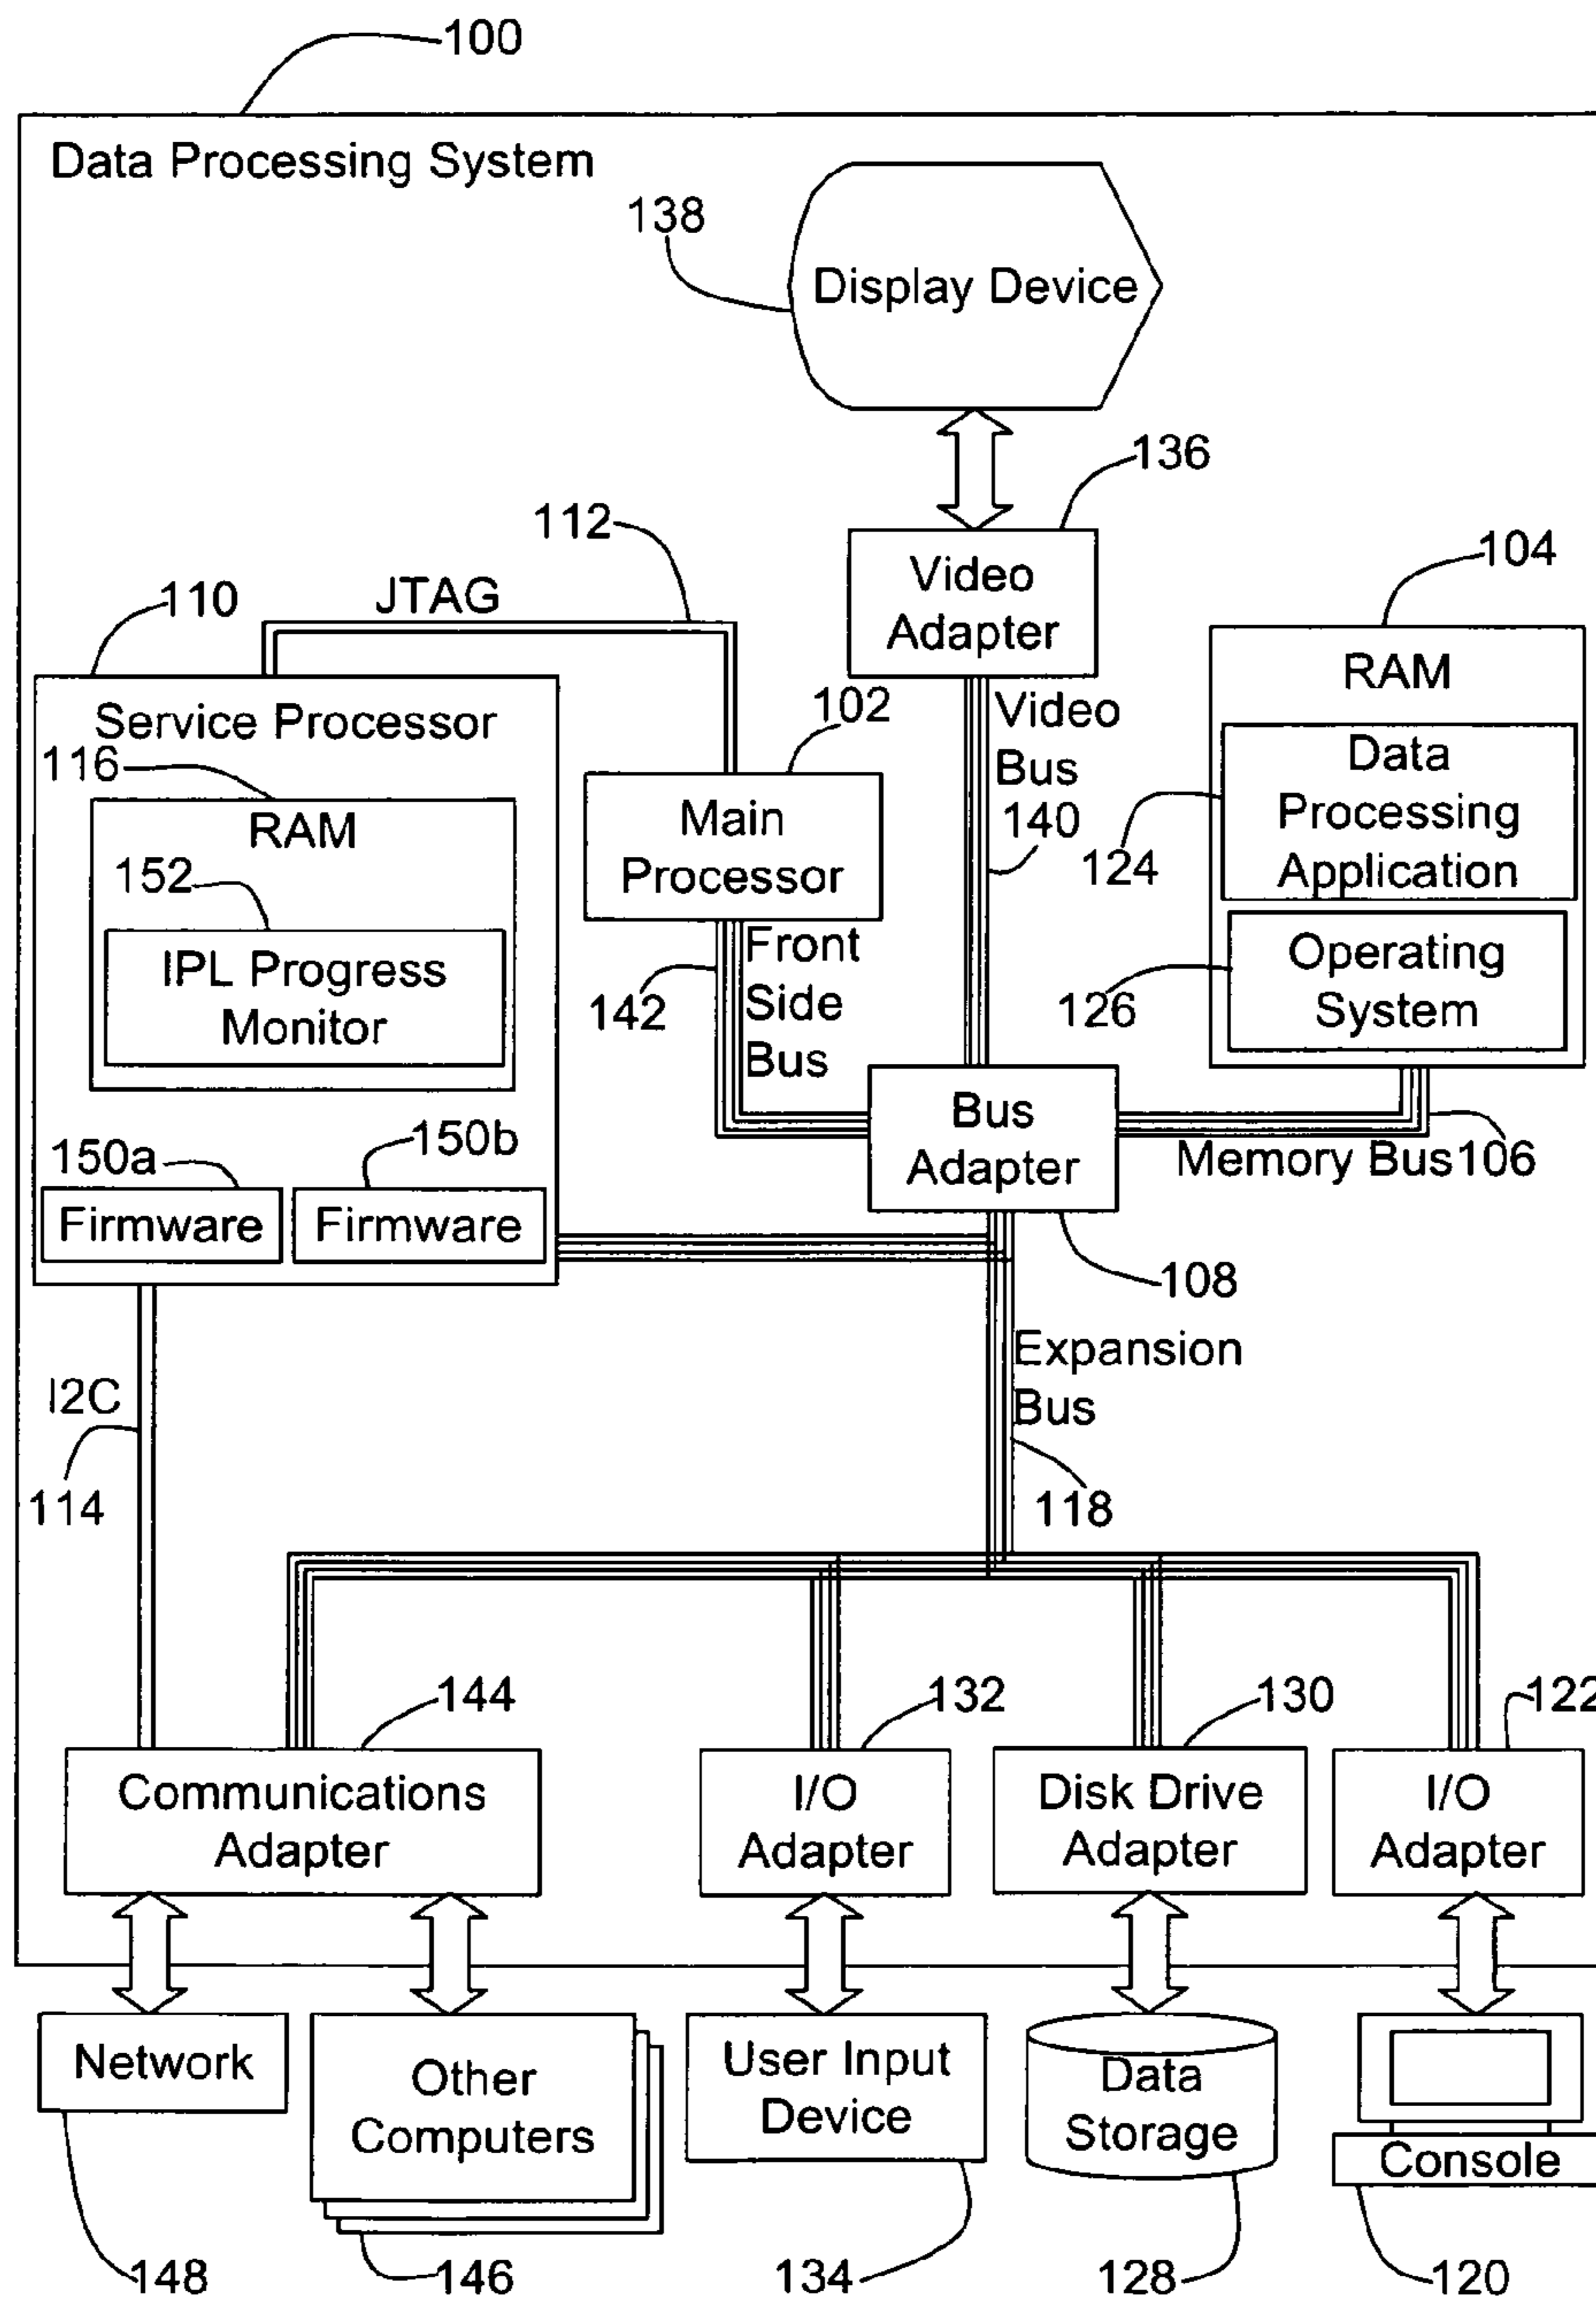 100
Data Processing System
138
Display Device
136
112
Video
Adapter
104
110
JTAG
RAM
Service Processor
102
Video
Bus
140
116
RAM
Main
Processor
Data
Processing
Application
124
152
IPL Progress
Monitor
142
Front
Side
Bus
Operating
System
126
Bus
Adapter
Memory Bus106
150a
150b
Firmware
Firmware
108
Expansion
Bus
I2C
114
118
144
132
130
122
Communications
Adapter
I/O
Adapter
Disk Drive
Adapter
I/O
Adapter
Network
Other
Computers
User Input
Device
Data
Storage
Console
148
146
134
128
120